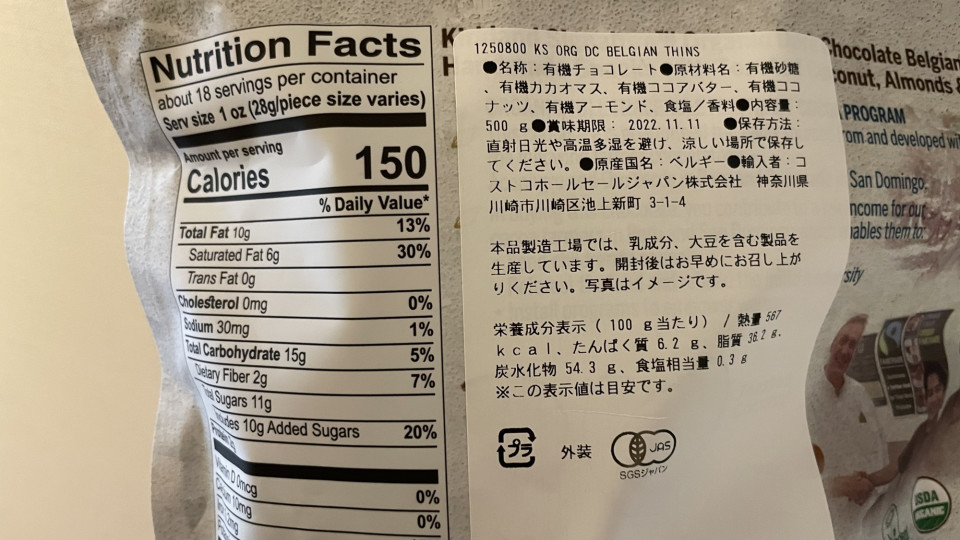 Nutrition Facts
about 18 servings per container
Serv size 1 oz (28g/piece size varies)
Amount per serving
Calories 150
% Daily Value*
Total Fat 10g 13%
Saturated Fat 6g 30%
Trans Fat 0g
Cholesterol 0mg 0%
Sodium 30mg 1%
Total Carbohydrate 15g 5%
Dietary Fiber 2g 7%
Sugars 11g
10g Added Sugars 20%
D 0mcg 0%
10mg 0%
1250800 KS ORG DC BELGIAN THINS
●名称：有機チョコレート●原材料名：有機砂糖
、有機カカオマス、有機ココアバター、有機ココ
ナッツ、有機アーモンド、食塩／香料●内容量：
500 g●賞味期限： 2022.11.11 ●保存方法：
直射日光や高温多湿を避け、涼しい場所で保存し
てください。●原産国名：ベルギー●輸入者：コ
ストコホールセールジャパン株式会社 神奈川県
川崎市川崎区池上新町 3-1-4
本品製造工場では、乳成分、大豆を含む製品を
生産しています。開封後はお早めにお召し上が
りください。写真はイメージです。
栄養成分表示（100 g当たり）/ 熱量 567
kcal、たんぱく質 6.2 g、脂質 36.2 g、
炭水化物 54.3 g、食塩相当量 0.3 g
※この表示値は目安です。
プラ 外装 JAS
SGSジャパン
Chocolate Belgian
Almonds &
PROGRAM
and developed
San Domingo,
for our
them to:
USDA
ORGANIC